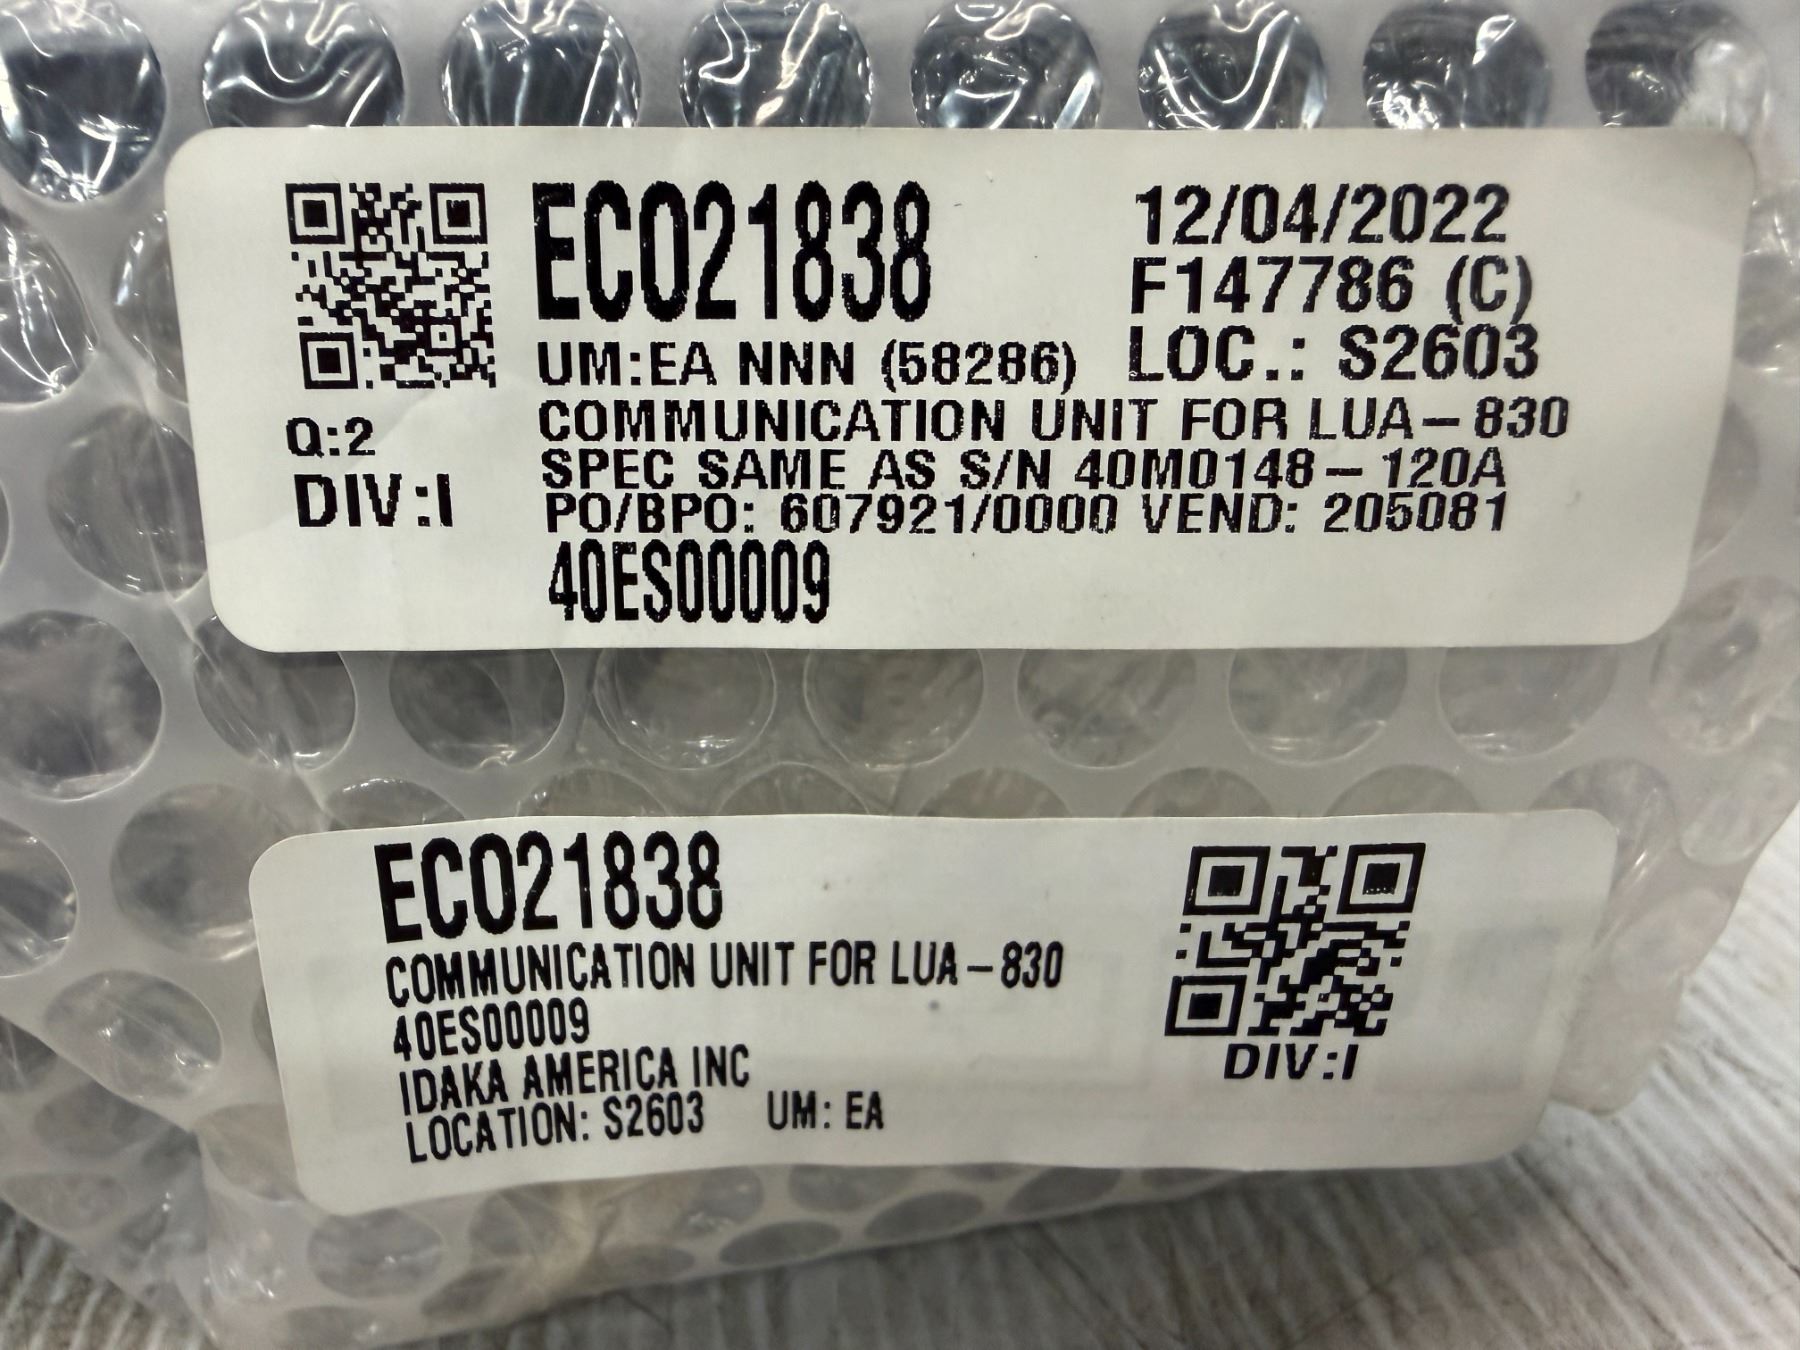 ECO21838
12/04/2022
F147786 (C)
LOC.: S2603
UM:EA NNN (58286)
Q:2
DIV:I
COMMUNICATION UNIT FOR LUA-830
SPEC SAME AS S/N 40M0148-120A
PO/BPO: 607921/0000 VEND: 205081
40ES00009
ECO21838
COMMUNICATION UNIT FOR LUA-830
40ES00009
IDAKA AMERICA INC
LOCATION: S2603 UM: EA
DIV:I